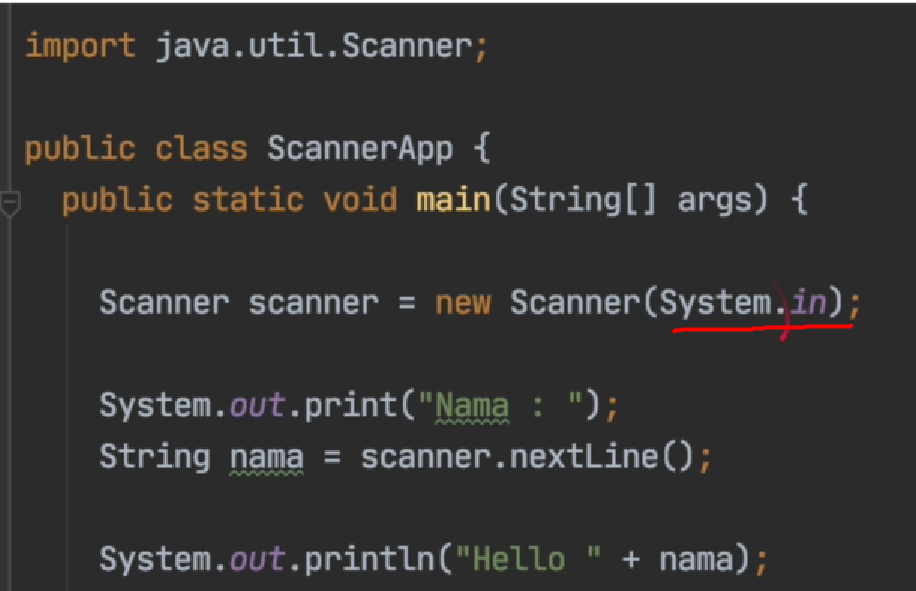 import java.util.Scanner;
public class ScannerApp {
public static void main(String[] args) {
Scanner scanner = new Scanner(System.in);
System.out.print("Nama : ");
String nama = scanner.nextLine();
System.out.println("Hello " + nama);